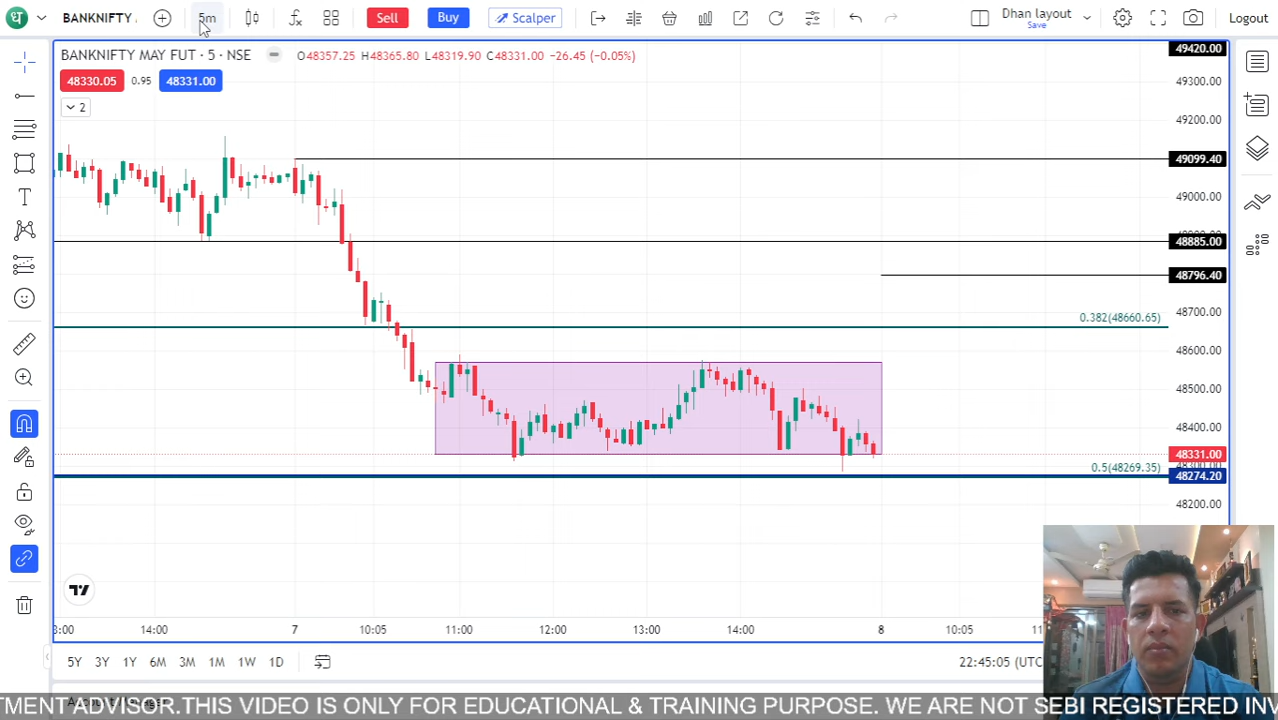 BANKNIFTY
5m
Sell
Buy
Scalper
Dhan layout
Save
Logout
BANKNIFTY MAY FUT · 5 · NSE
O48357.25 H48365.80 L48319.90 C48331.00 −26.45 (−0.05%)
48330.05 0.95 48331.00
2
49420.00
49300.00
49200.00
49099.40
49000.00
48885.00
48796.40
48700.00
0.382(48660.65)
48600.00
48500.00
48400.00
48331.00
0.5(48269.35)
48274.20
48200.00
14:00 7 10:05 11:00 12:00 13:00 14:00 8 10:05
5Y 3Y 1Y 6M 3M 1M 1W 1D
22:45:05 (UTC
TMENT ADVISOR.THIS VIDEO IS ONLY FOR EDUCATIONAL & TRAINING PURPOSE. WE ARE NOT SEBI REGISTERED INV